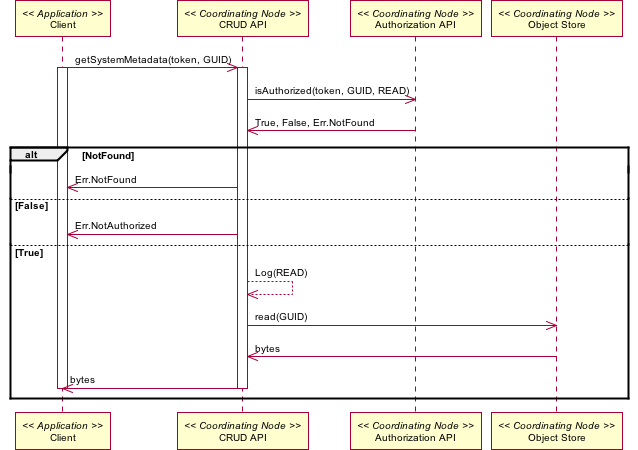 << Application >>
Client
<< Coordinating Node >>
CRUD API
<< Coordinating Node >>
Authorization API
<< Coordinating Node >>
Object Store
getSystemMetadata(token, GUID)
isAuthorized(token, GUID, READ)
True, False, Err.NotFound
alt
[NotFound]
Err.NotFound
[False]
Err.NotAuthorized
[True]
Log(READ)
read(GUID)
bytes
bytes
<< Application >>
Client
<< Coordinating Node >>
CRUD API
<< Coordinating Node >>
Authorization API
<< Coordinating Node >>
Object Store